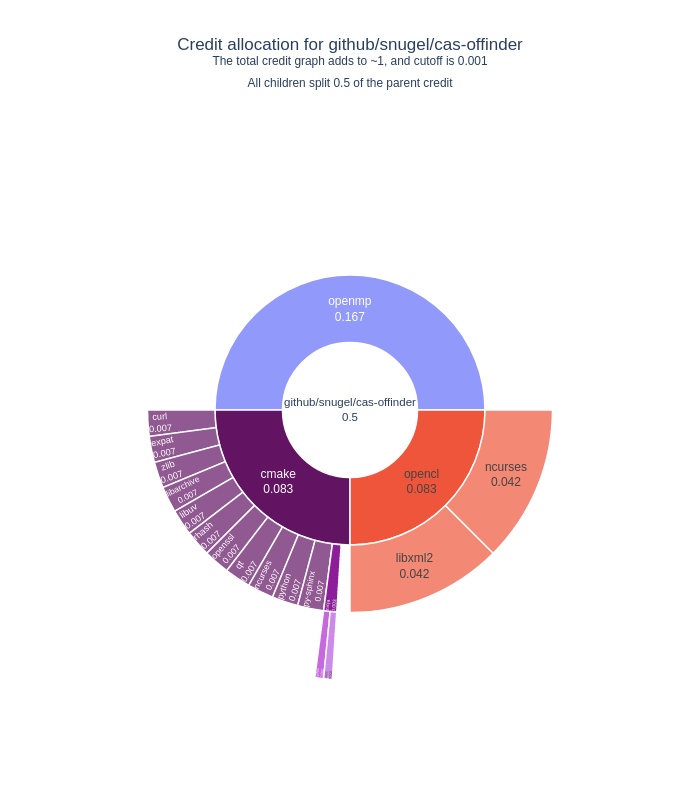 Credit allocation for github/snugel/cas-offinder
The total credit graph adds to ~1, and cutoff is 0.001
All children split 0.5 of the parent credit
openmp
0.167
github/snugel/cas-offinder
0.5
cmake
0.083
opencl
0.083
ncurses
0.042
libxml2
0.042
curl
0.007
expat
0.007
zlib
0.007
libarchive
0.007
libuv
0.007
rhash
0.007
openssl
0.007
qt
0.007
ncurses
0.007
python
0.007
py-sphinx
0.007